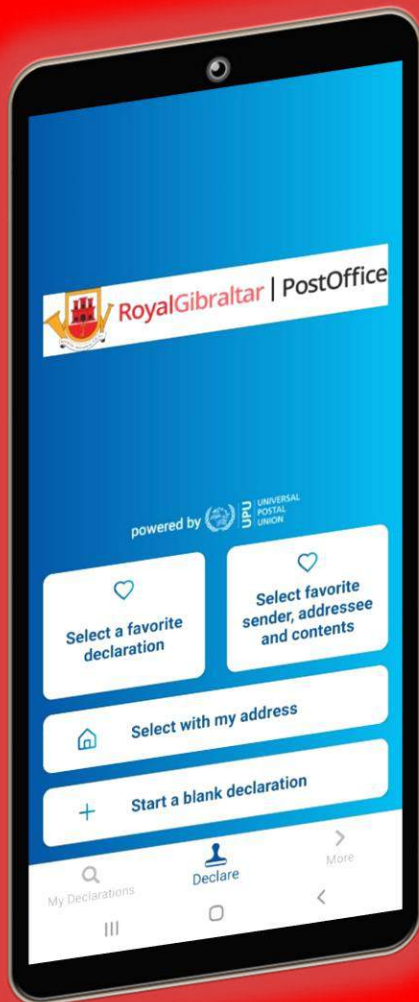 RoyalGibraltar | PostOffice
powered by UPU UNIVERSAL
POSTAL
UNION
Select a favorite
declaration
Select favorite
sender, addressee
and contents
Select with my address
Start a blank declaration
My Declarations
Declare
More